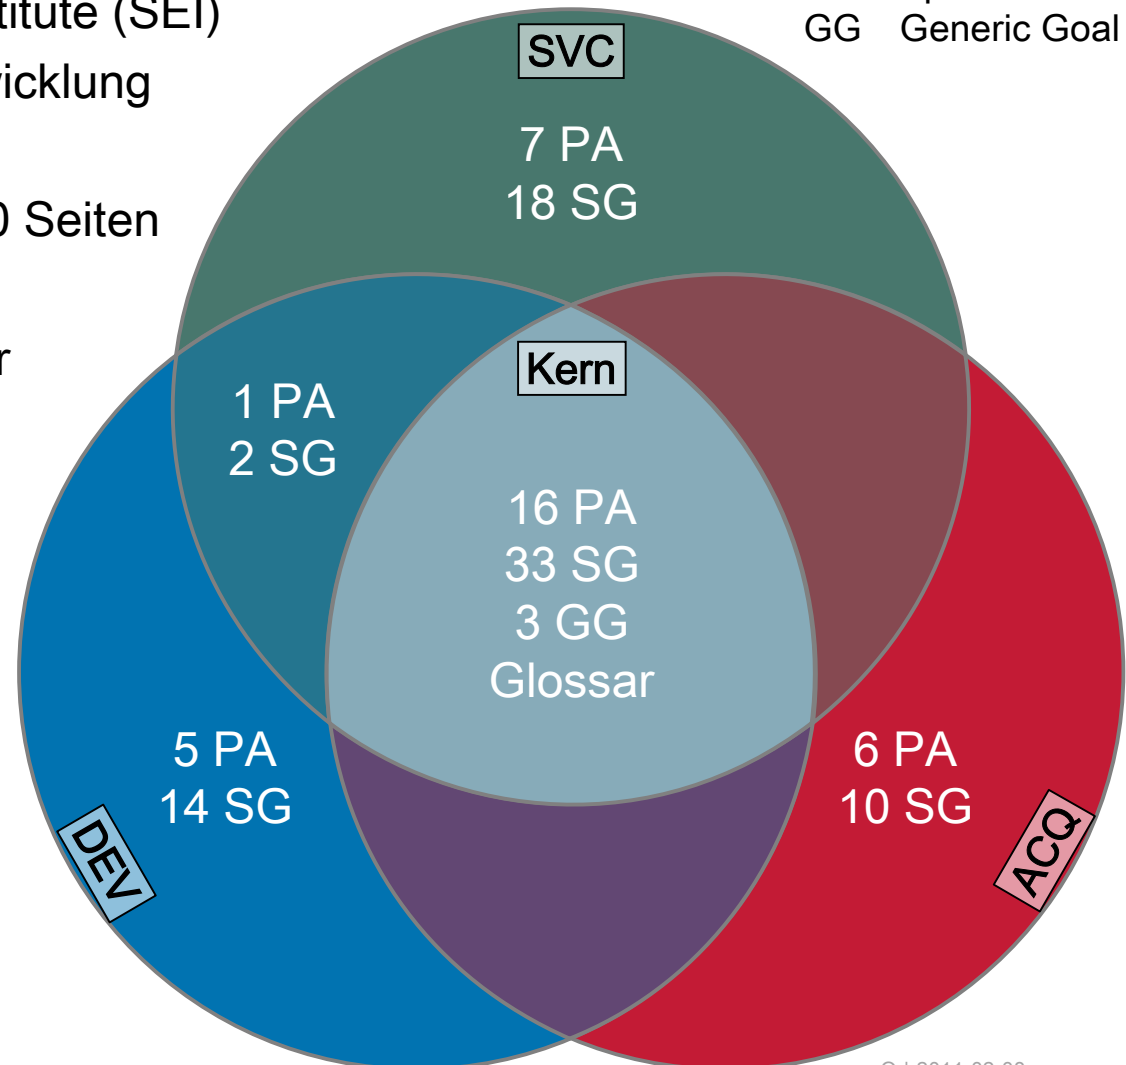 titute (SEI)
GG Generic Goal
wicklung
0 Seiten
r
SVC
7 PA
18 SG
Kern
1 PA
2 SG
16 PA
33 SG
3 GG
Glossar
5 PA
14 SG
6 PA
10 SG
DEV
ACQ